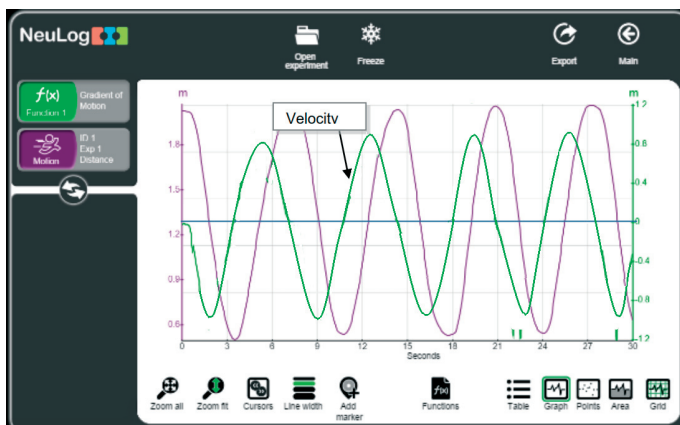 NeuLog
Open
experiment
Freeze
Export
Main
f(x)
Function 1
Gradient of
Motion
Motion
ID 1
Exp 1
Distance
m
m
Velocitv
1.8
1.5
1.2
0.9
0.6
1.2
0.8
0.4
0
-0.4
-0.8
-1.2
0 3 6 9 12 15 18 21 24 27 30
Seconds
Zoom all
Zoom fit
Cursors
Line width
Add
marker
f(x)
Functions
Table
Graph
Points
Area
Grid